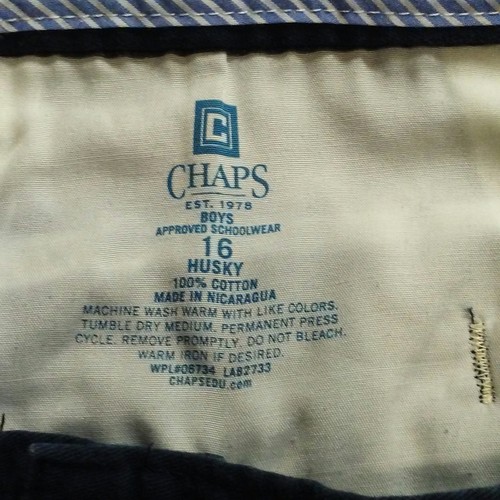 C
CHAPS
EST. 1978
BOYS
APPROVED SCHOOLWEAR
16
HUSKY
100% COTTON
MADE IN NICARAGUA
MACHINE WASH WARM WITH LIKE COLORS.
TUMBLE DRY MEDIUM. PERMANENT PRESS
CYCLE. REMOVE PROMPTLY. DO NOT BLEACH.
WARM IRON IF DESIRED.
WPL#06734 LAB2733
CHAPSEDU.com